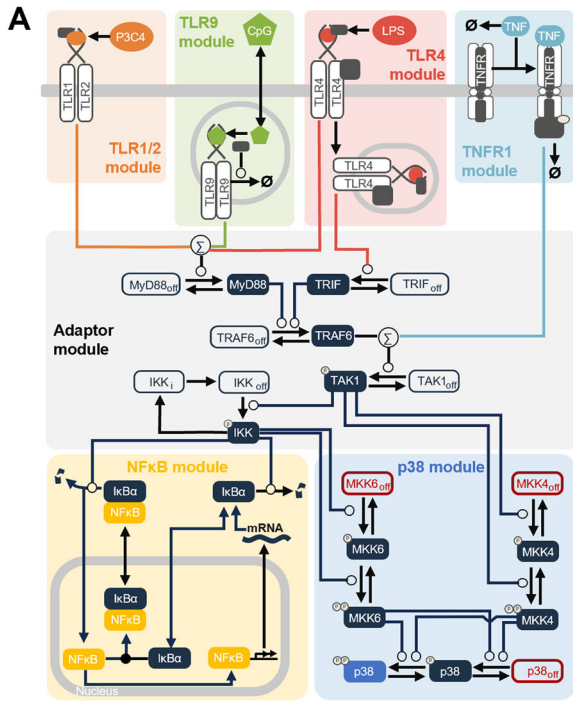 A
P3C4
TLR1
TLR2
TLR1/2
module
TLR9
module
CpG
TLR9
TLR9
LPS
TLR4
TLR4
TLR4
module
TLR4
TLR4
Ø
TNF
TNF
TNFR
TNFR
TNFR1
module
Ø
Ø
Σ
MyD88off
MyD88
TRIF
TRIFoff
Adaptor
module
TRAF6off
TRAF6
Σ
IKKi
IKKoff
P
TAK1
TAK1off
P
IKK
NFκB module
IκBα
NFκB
IκBα
mRNA
IκBα
NFκB
NFκB
IκBα
NFκB
Nucleus
p38 module
MKK6off
MKK4off
P
MKK6
P
MKK4
P P
MKK6
P P
MKK4
P P
p38
P
p38
p38off